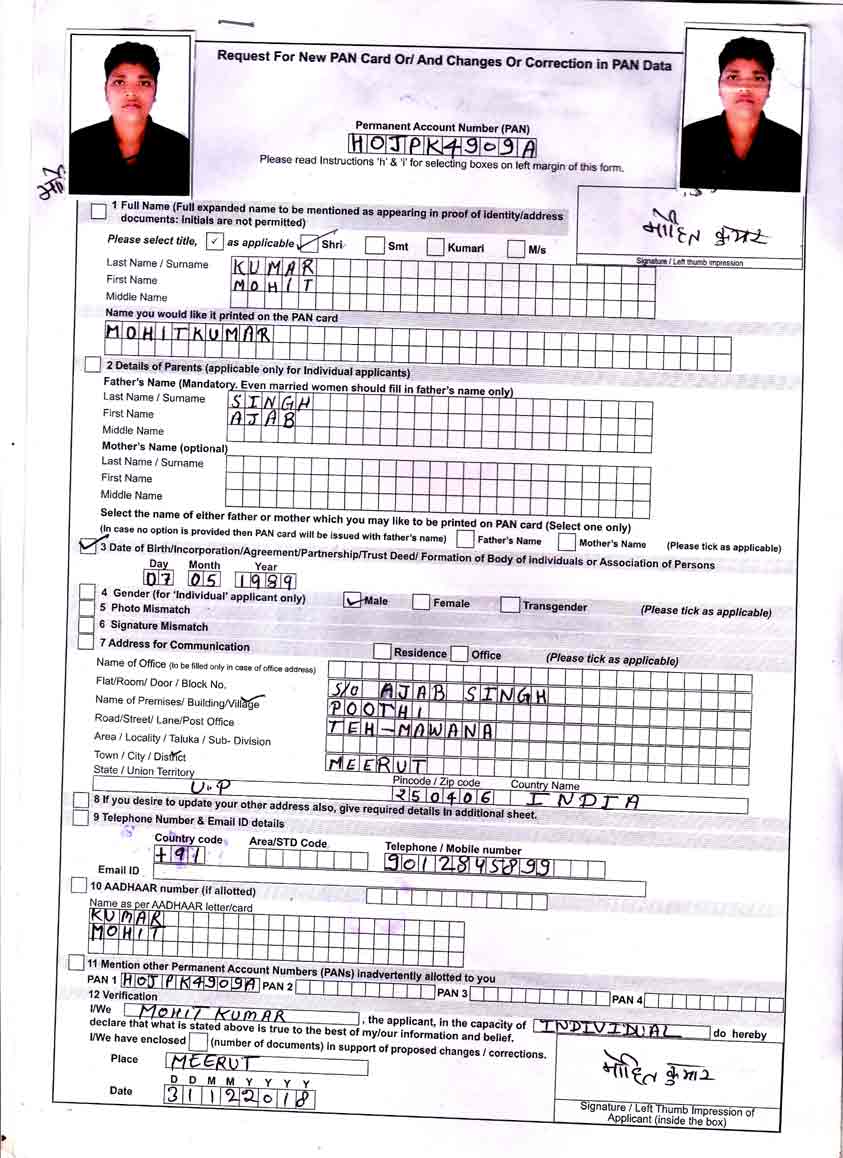 Request For New PAN Card Or/ And Changes Or Correction in PAN Data
Permanent Account Number (PAN)
HOJPK4909A
Please read Instructions 'h' & 'i' for selecting boxes on left margin of this form.
मोहित कुमार
Signature / Left thumb impression
1 Full Name (Full expanded name to be mentioned as appearing in proof of identity/address
documents: initials are not permitted)
Please select title, ✓ as applicable Shri Smt Kumari M/s
Last Name / Surname KUMAR
First Name MOHIT
Middle Name
Name you would like it printed on the PAN card
MOHITKUMAR
2 Details of Parents (applicable only for Individual applicants)
Father's Name (Mandatory. Even married women should fill in father's name only)
Last Name / Surname SINGH
First Name AJAB
Middle Name
Mother's Name (optional)
Last Name / Surname
First Name
Middle Name
Select the name of either father or mother which you may like to be printed on PAN card (Select one only)
(In case no option is provided then PAN card will be issued with father's name) Father's Name Mother's Name (Please tick as applicable)
3 Date of Birth/Incorporation/Agreement/Partnership/Trust Deed/ Formation of Body of individuals or Association of Persons
Day Month Year
07 05 1989
4 Gender (for 'Individual' applicant only) Male Female Transgender (Please tick as applicable)
5 Photo Mismatch
6 Signature Mismatch
7 Address for Communication Residence Office (Please tick as applicable)
Name of Office (to be filled only in case of office address)
Flat/Room/ Door / Block No. S/O AJAB SINGH
Name of Premises/ Building/Village POOTHI
Road/Street/ Lane/Post Office TEH-MAWANA
Area / Locality / Taluka / Sub- Division
Town / City / District MEERUT
State / Union Territory Pincode / Zip code Country Name
U.P 250406 INDIA
8 If you desire to update your other address also, give required details in additional sheet.
9 Telephone Number & Email ID details
Country code Area/STD Code Telephone / Mobile number
+91 9012845899
Email ID
10 AADHAAR number (if allotted)
Name as per AADHAAR letter/card
KUMAR
MOHIT
11 Mention other Permanent Account Numbers (PANs) inadvertently allotted to you
PAN 1 HOJPK4909A PAN 2 PAN 3 PAN 4
12 Verification
I/We MOHIT KUMAR , the applicant, in the capacity of INDIVIDUAL do hereby
declare that what is stated above is true to the best of my/our information and belief.
I/We have enclosed (number of documents) in support of proposed changes / corrections.
Place MEERUT
D D M M Y Y Y Y
Date 31122018
मोहित कुमार
Signature / Left Thumb Impression of
Applicant (inside the box)